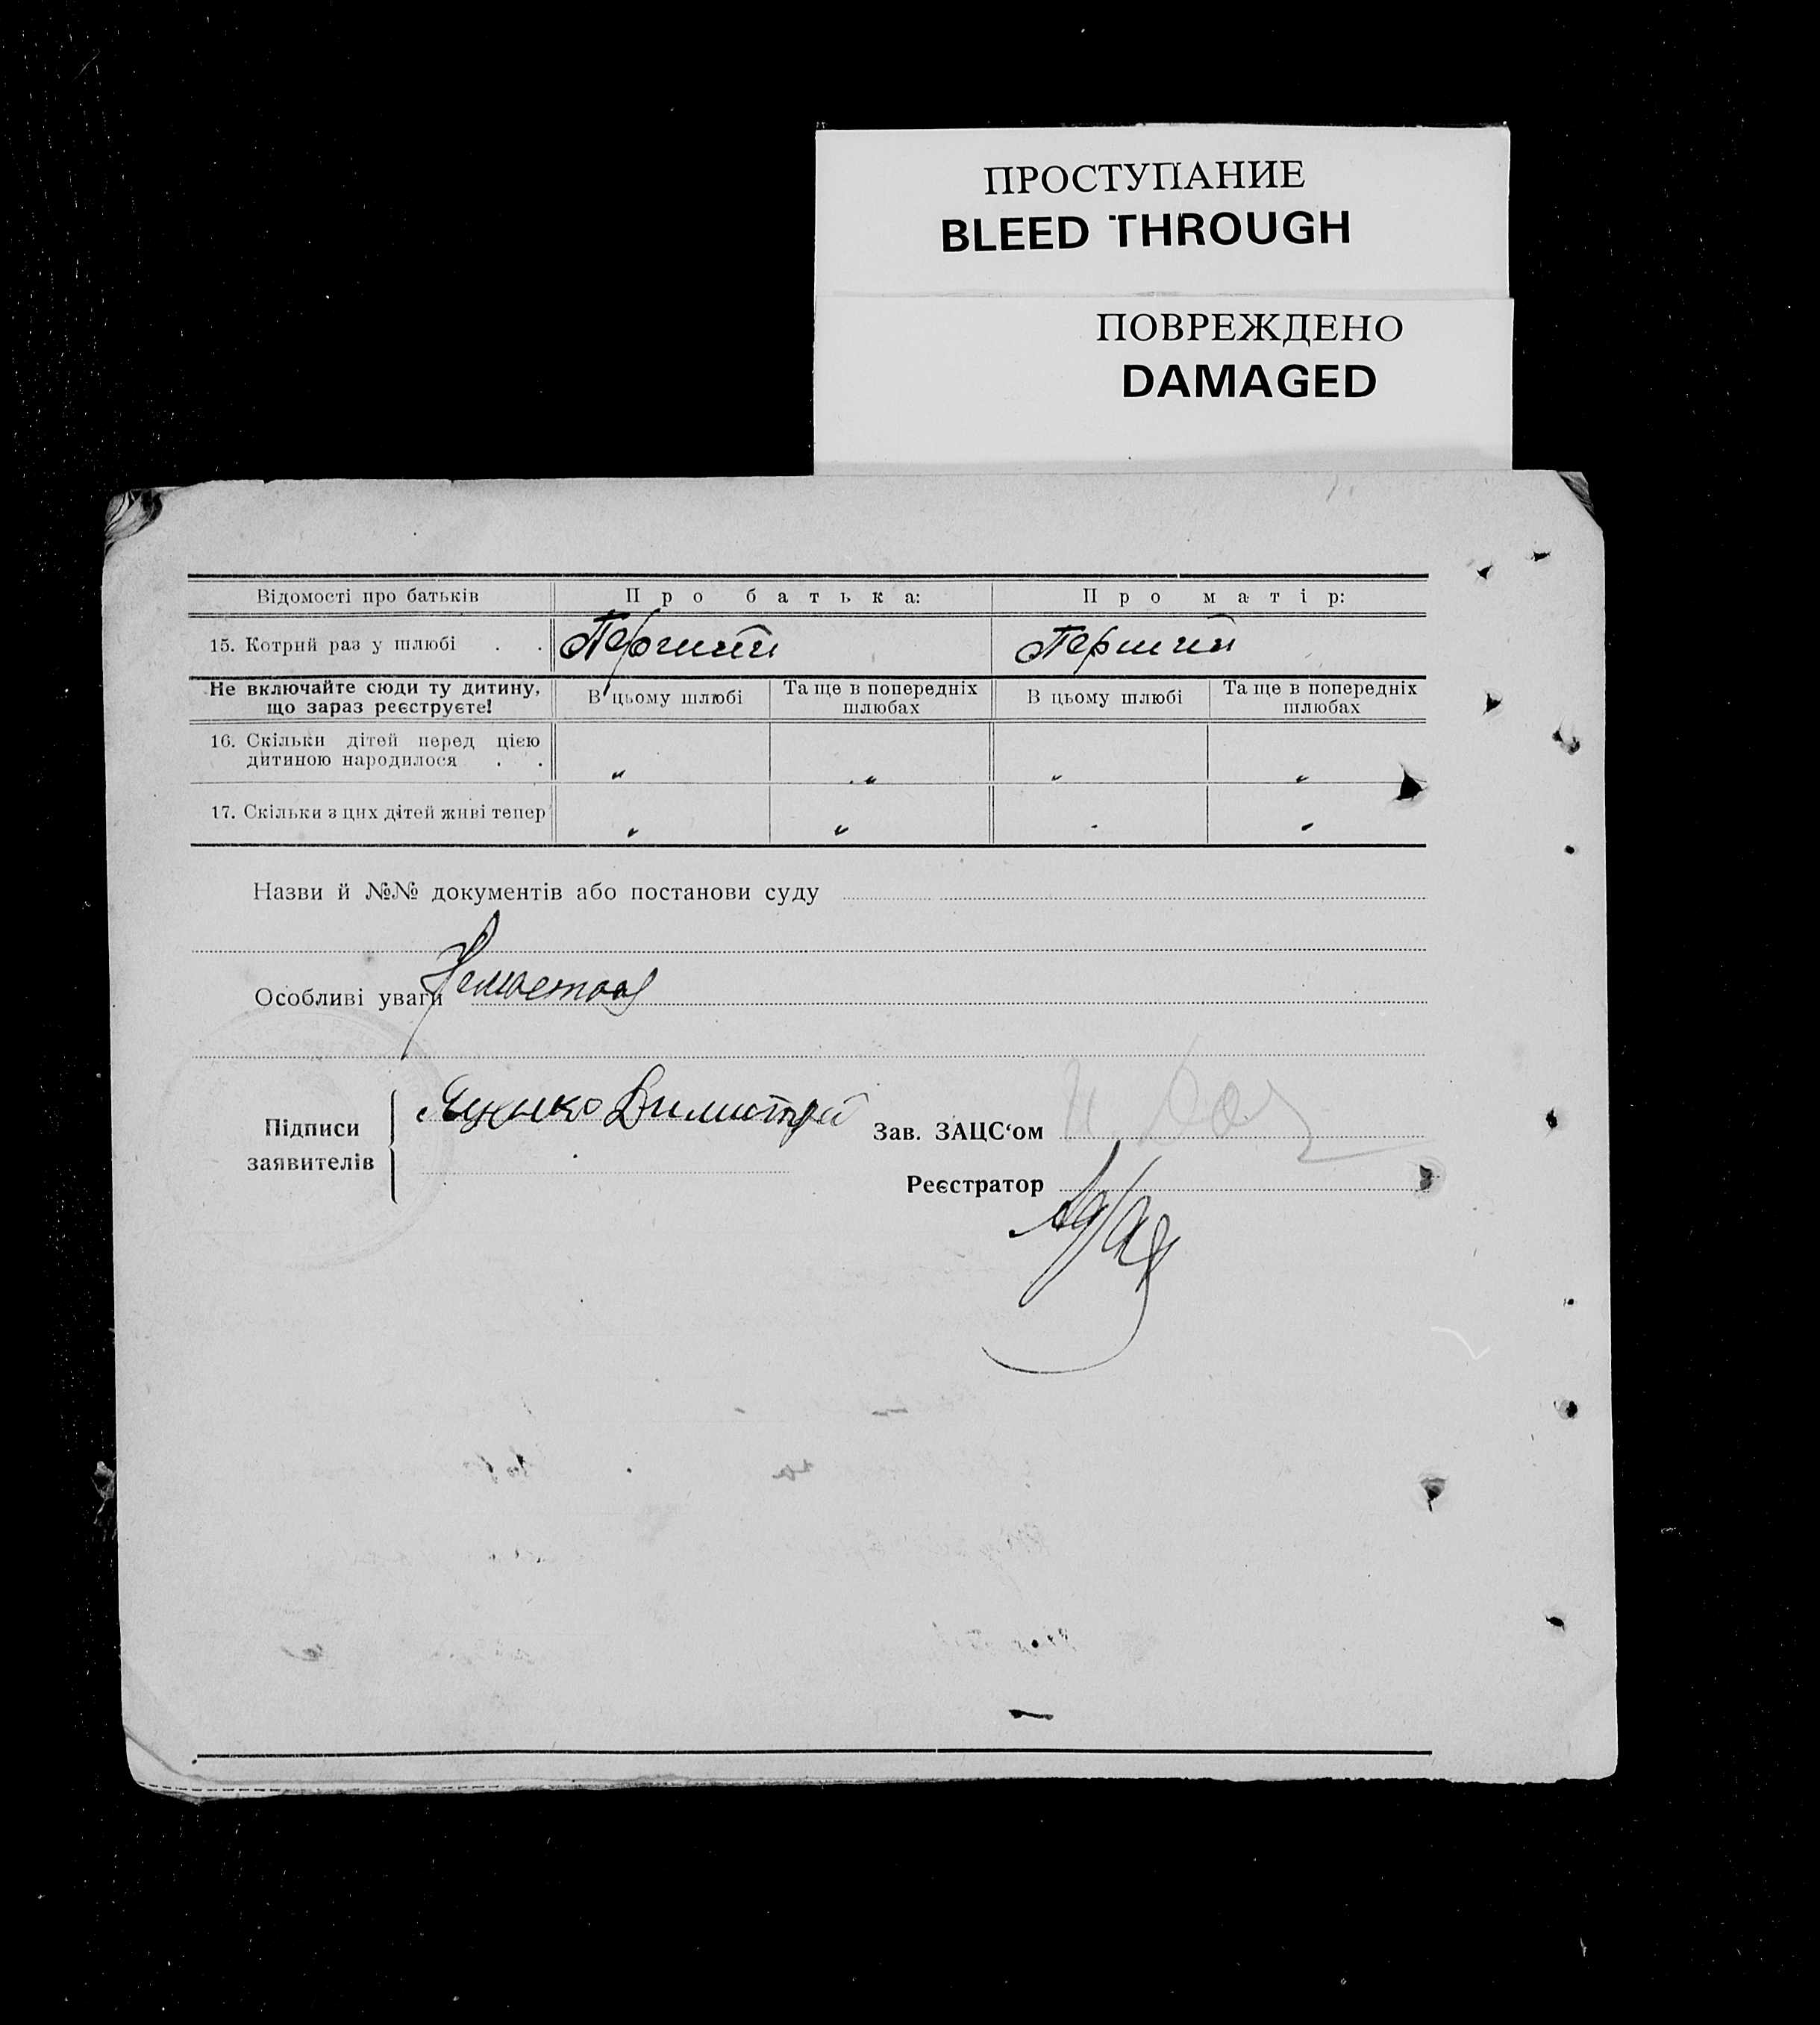 ПРОСТУПАНИЕ
BLEED THROUGH
ПОВРЕЖДЕНО
DAMAGED
Відомості про батьків Про батька: Про матір:
15. Котрий раз у шлюбі . . Перший Перший
Не включайте сюди ту дитину, що зараз реєструєте! В цьому шлюбі Та ще в попередніх шлюбах В цьому шлюбі Та ще в попередніх шлюбах
16. Скільки дітей перед цією
дитиною народилося . . „ „ „ „
17. Скільки з цих дітей живі тепер „ „ - „
Назви й №№ документів або постанови суду
Особливі уваги
Підписи
заявителів
Яценко Димитрій
Зав. ЗАЦС‘ом
Реєстратор